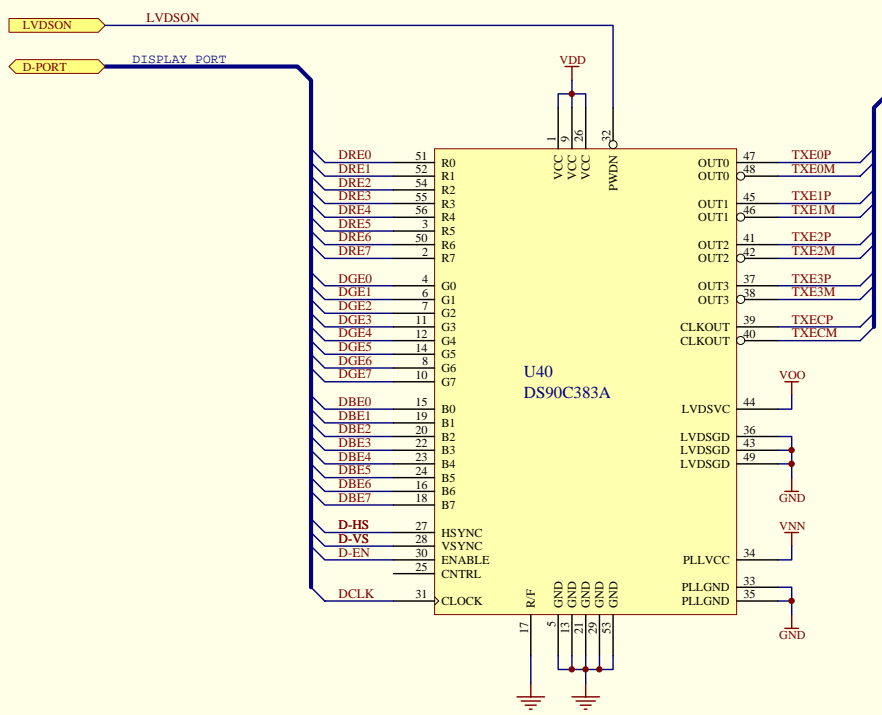 LVDSON LVDSON
D-PORT DISPLAY PORT
VDD
1 9 26 32
VCC VCC VCC PWDN
DRE0 51 R0 OUT0 47 TXE0P
DRE1 52 R1 OUT0 48 TXE0M
DRE2 54 R2
DRE3 55 R3 OUT1 45 TXE1P
DRE4 56 R4 OUT1 46 TXE1M
DRE5 3 R5
DRE6 50 R6 OUT2 41 TXE2P
DRE7 2 R7 OUT2 42 TXE2M
DGE0 4 G0 OUT3 37 TXE3P
DGE1 6 G1 OUT3 38 TXE3M
DGE2 7 G2
DGE3 11 G3 CLKOUT 39 TXECP
DGE4 12 G4 CLKOUT 40 TXECM
DGE5 14 G5
DGE6 8 G6
DGE7 10 G7
U40
DS90C383A
VOO
DBE0 15 B0 LVDSVC 44
DBE1 19 B1
DBE2 20 B2 LVDSGD 36
DBE3 22 B3 LVDSGD 43
DBE4 23 B4 LVDSGD 49
DBE5 24 B5
DBE6 16 B6
DBE7 18 B7
GND
D-HS 27 HSYNC
D-VS 28 VSYNC
D-EN 30 ENABLE
25 CNTRL
VNN
PLLVCC 34
PLLGND 33
PLLGND 35
DCLK 31 CLOCK
GND
R/F GND GND GND GND GND
17 5 13 21 29 53